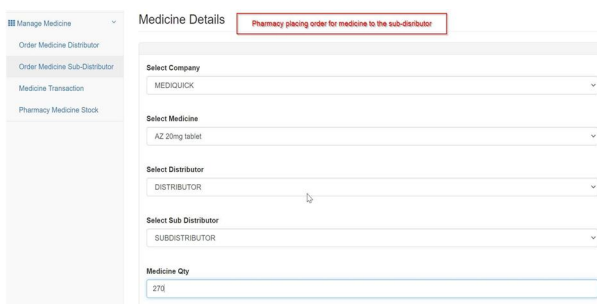 Manage Medicine
Order Medicine Distributor
Order Medicine Sub-Distributor
Medicine Transaction
Pharmacy Medicine Stock
Medicine Details
Pharmacy placing order for medicine to the sub-disributor
Select Company
MEDIQUICK
Select Medicine
AZ 20mg tablet
Select Distributor
DISTRIBUTOR
Select Sub Distributor
SUBDISTRIBUTOR
Medicine Qty
270